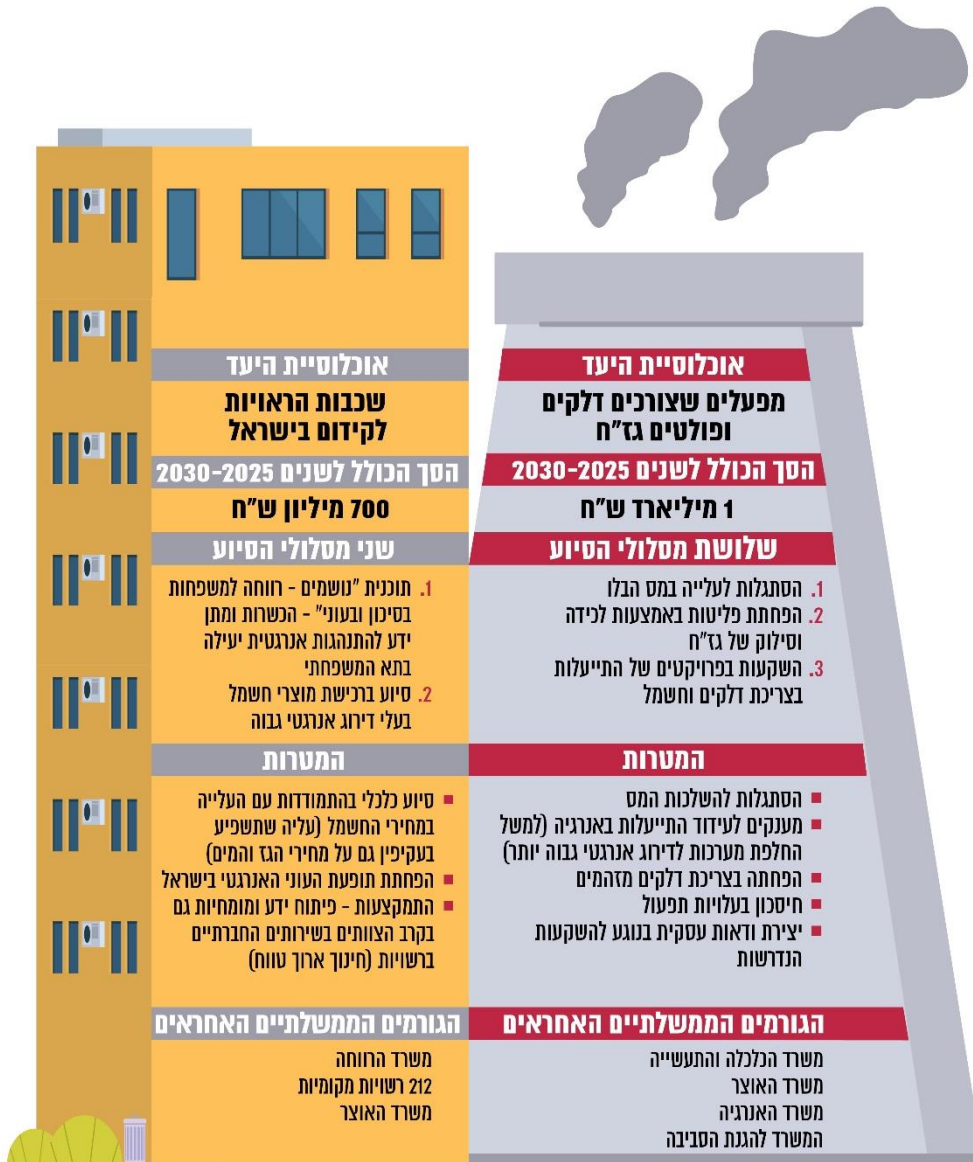 אוכלוסיית היעד
מפעלים שצורכים דלקים
ופולטים גז"ח
הסך הכולל לשנים 2030-2025
1 מיליארד ש"ח
שלושת מסלולי הסיוע
1. הסתגלות לעלייה במס הבלו
2. הפחתת פליטות באמצעות לכידה
וסילוק של גז"ח
3. השקעות בפרויקטים של התייעלות
בצריכת דלקים וחשמל
המטרות
■ הסתגלות להשלכות המס
■ מענקים לעידוד התייעלות באנרגיה (למשל
החלפת מערכות לדירוג אנרגטי גבוה יותר)
■ הפחתה בצריכת דלקים מזהמים
■ חיסכון בעלויות תפעול
■ יצירת ודאות עסקית בנוגע להשקעות
הנדרשות
הגורמים הממשלתיים האחראים
משרד הכלכלה והתעשייה
משרד האוצר
משרד האנרגיה
המשרד להגנת הסביבה
אוכלוסיית היעד
שכבות הראויות
לקידום בישראל
הסך הכולל לשנים 2030-2025
700 מיליון ש"ח
שני מסלולי הסיוע
1. תוכנית "נושמים - רווחה למשפחות
בסיכון ובעוני" - הכשרות ומתן
ידע להתנהגות אנרגטית יעילה
בתא המשפחתי
2. סיוע ברכישת מוצרי חשמל
בעלי דירוג אנרגטי גבוה
המטרות
■ סיוע כלכלי בהתמודדות עם העלייה
במחירי החשמל (עליה שתשפיע
בעקיפין גם על מחירי הגז והמים)
■ הפחתת תופעת העוני האנרגטי בישראל
■ התמקצעות - פיתוח ידע ומומחיות גם
בקרב הצוותים בשירותים החברתיים
ברשויות (חינוך ארוך טווח)
הגורמים הממשלתיים האחראים
משרד הרווחה
212 רשויות מקומיות
משרד האוצר